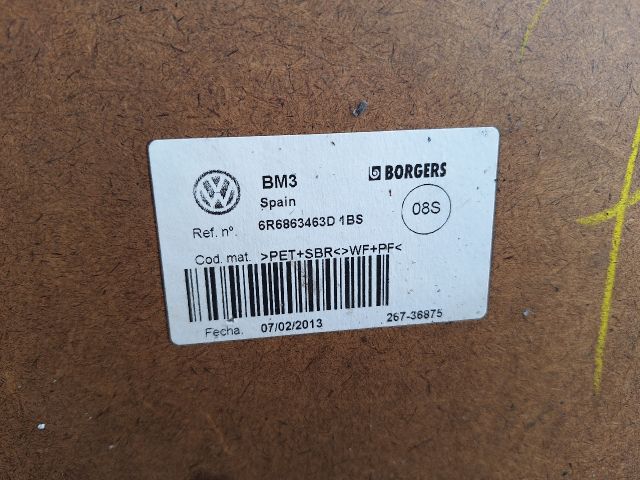 BM3
BORGERS
Spain
08S
Ref. nº. 6R6863463D 1BS
Cod. mat. >PET+SBR<>WF+PF<
Fecha. 07/02/2013 267-36875